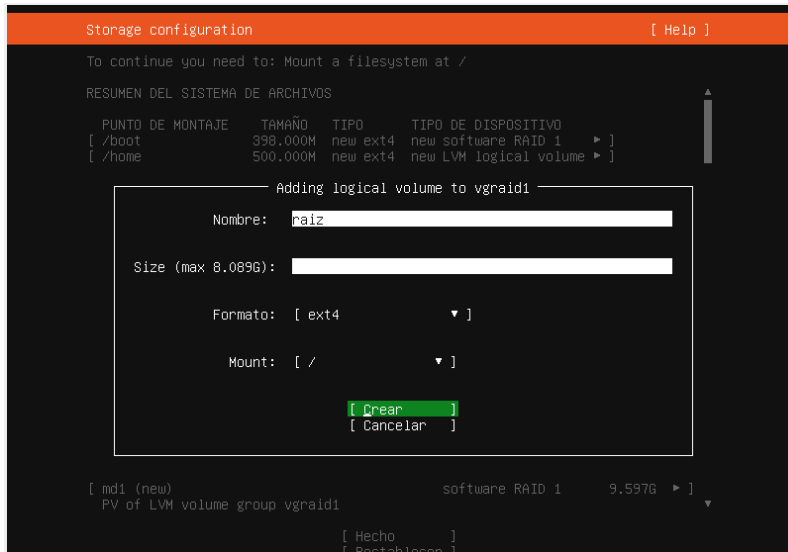 Storage configuration [ Help ]
To continue you need to: Mount a filesystem at /
RESUMEN DEL SISTEMA DE ARCHIVOS ▲
PUNTO DE MONTAJE TAMAÑO TIPO TIPO DE DISPOSITIVO
[ /boot 398.000M new ext4 new software RAID 1 ▸ ]
[ /home 500.000M new ext4 new LVM logical volume ▸ ]
Adding logical volume to vgraid1
Nombre: raiz
Size (max 8.089G):
Formato: [ ext4 ▾ ]
Mount: [ / ▾ ]
[ Crear ]
[ Cancelar ]
[ md1 (new) software RAID 1 9.597G ▸ ]
PV of LVM volume group vgraid1 ▼
[ Hecho ]
[ Restablecer ]